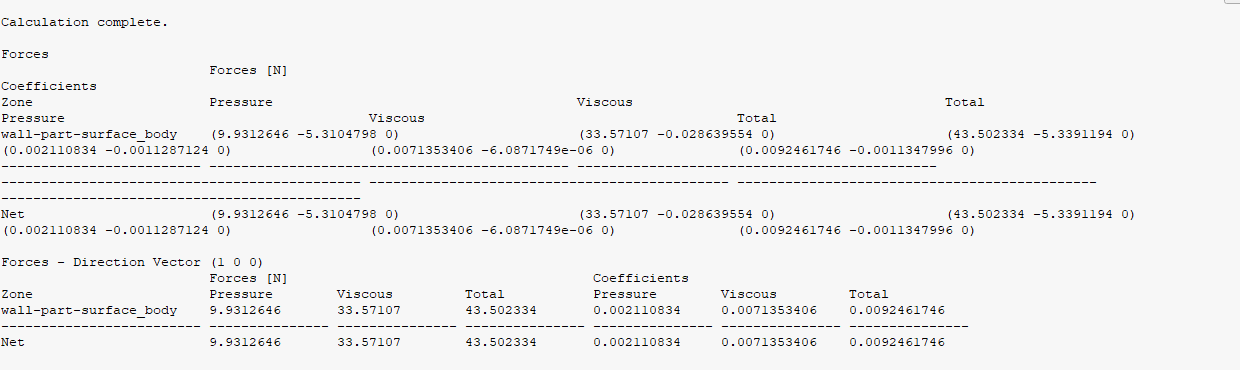 Calculation complete.
Forces
Forces [N]
Coefficients
Zone Pressure Viscous Total
Pressure Viscous Total
wall-part-surface_body (9.9312646 -5.3104798 0) (33.57107 -0.028639554 0) (43.502334 -5.3391194 0)
(0.002110834 -0.0011287124 0) (0.0071353406 -6.0871749e-06 0) (0.0092461746 -0.0011347996 0)
------------------------- --------------------------------------------- --------------------------------------------- -------------------------
--------------------------------------------- --------------------------------------------- ---------------------------------------------
---------------------------------------------
Net (9.9312646 -5.3104798 0) (33.57107 -0.028639554 0) (43.502334 -5.3391194 0)
(0.002110834 -0.0011287124 0) (0.0071353406 -6.0871749e-06 0) (0.0092461746 -0.0011347996 0)
Forces - Direction Vector (1 0 0)
Forces [N] Coefficients
Zone Pressure Viscous Total Pressure Viscous Total
wall-part-surface_body 9.9312646 33.57107 43.502334 0.002110834 0.0071353406 0.0092461746
------------------------- --------------- --------------- --------------- --------------- --------------- ---------------
Net 9.9312646 33.57107 43.502334 0.002110834 0.0071353406 0.0092461746